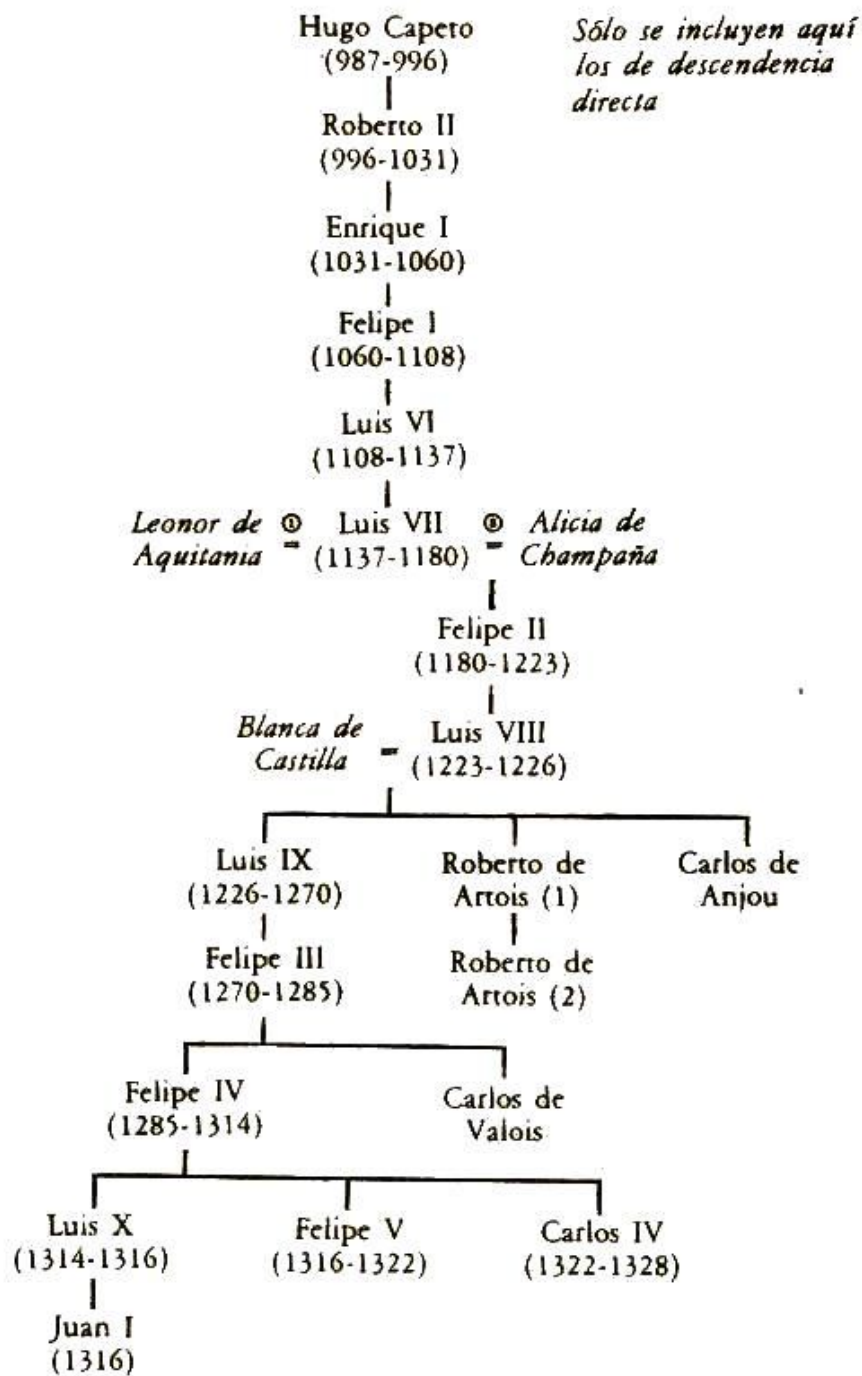 Hugo Capeto
(987-996)
Sólo se incluyen aquí
los de descendencia
directa
Roberto II
(996-1031)
Enrique I
(1031-1060)
Felipe I
(1060-1108)
Luis VI
(1108-1137)
Leonor de
Aquitania
①
-
Luis VII
(1137-1180)
-
Alicia de
Champaña
Felipe II
(1180-1223)
Blanca de
Castilla
-
Luis VIII
(1223-1226)
Luis IX
(1226-1270)
Roberto de
Artois (1)
Carlos de
Anjou
Felipe III
(1270-1285)
Roberto de
Artois (2)
Felipe IV
(1285-1314)
Carlos de
Valois
Luis X
(1314-1316)
Felipe V
(1316-1322)
Carlos IV
(1322-1328)
Juan I
(1316)